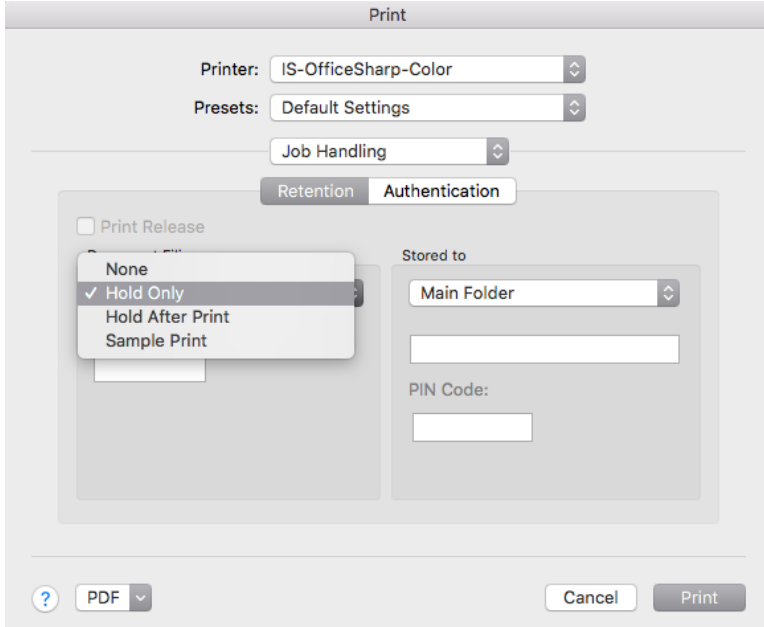 Print
Printer: IS-OfficeSharp-Color
Presets: Default Settings
Job Handling
Retention Authentication
Print Release
Stored to
None
✓ Hold Only
Hold After Print
Sample Print
Main Folder
PIN Code:
? PDF Cancel Print